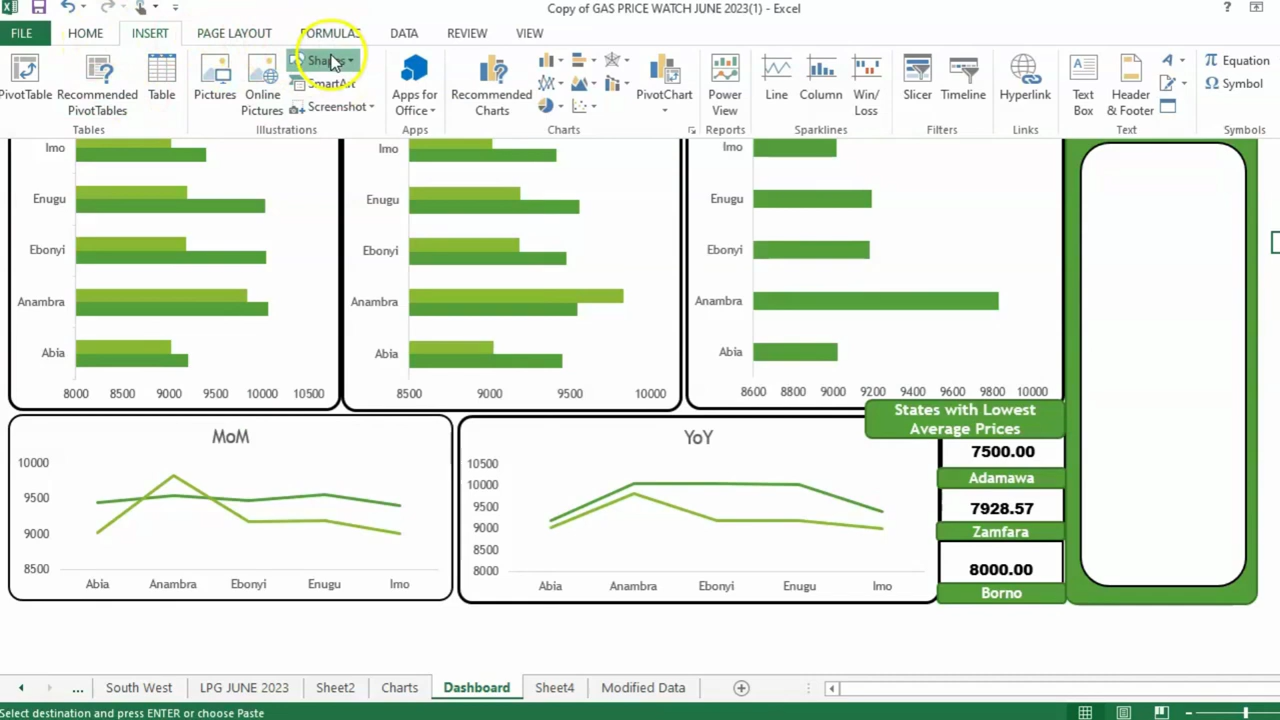 Copy of GAS PRICE WATCH JUNE 2023(1) - Excel
?
FILE
HOME
INSERT
PAGE LAYOUT
FORMULAS
DATA
REVIEW
VIEW
PivotTable
Recommended
PivotTables
Table
Tables
Pictures
Online
Pictures
Shapes
SmartArt
Screenshot
Illustrations
Apps for
Office
Apps
Recommended
Charts
PivotChart
Charts
Power
View
Reports
Line
Column
Win/
Loss
Sparklines
Slicer
Timeline
Filters
Hyperlink
Links
Text
Box
Header
& Footer
Text
π Equation
Ω Symbol
Symbols
Imo
Enugu
Ebonyi
Anambra
Abia
8000 8500 9000 9500 10000 10500
Imo
Enugu
Ebonyi
Anambra
Abia
8500 9000 9500 10000
Imo
Enugu
Ebonyi
Anambra
Abia
8600 8800 9000 9200 9400 9600 9800 10000
MoM
10000
9500
9000
8500
Abia Anambra Ebonyi Enugu Imo
YoY
10500
10000
9500
9000
8500
8000
Abia Anambra Ebonyi Enugu Imo
States with Lowest
Average Prices
7500.00
Adamawa
7928.57
Zamfara
8000.00
Borno
...
South West
LPG JUNE 2023
Sheet2
Charts
Dashboard
Sheet4
Modified Data
Select destination and press ENTER or choose Paste